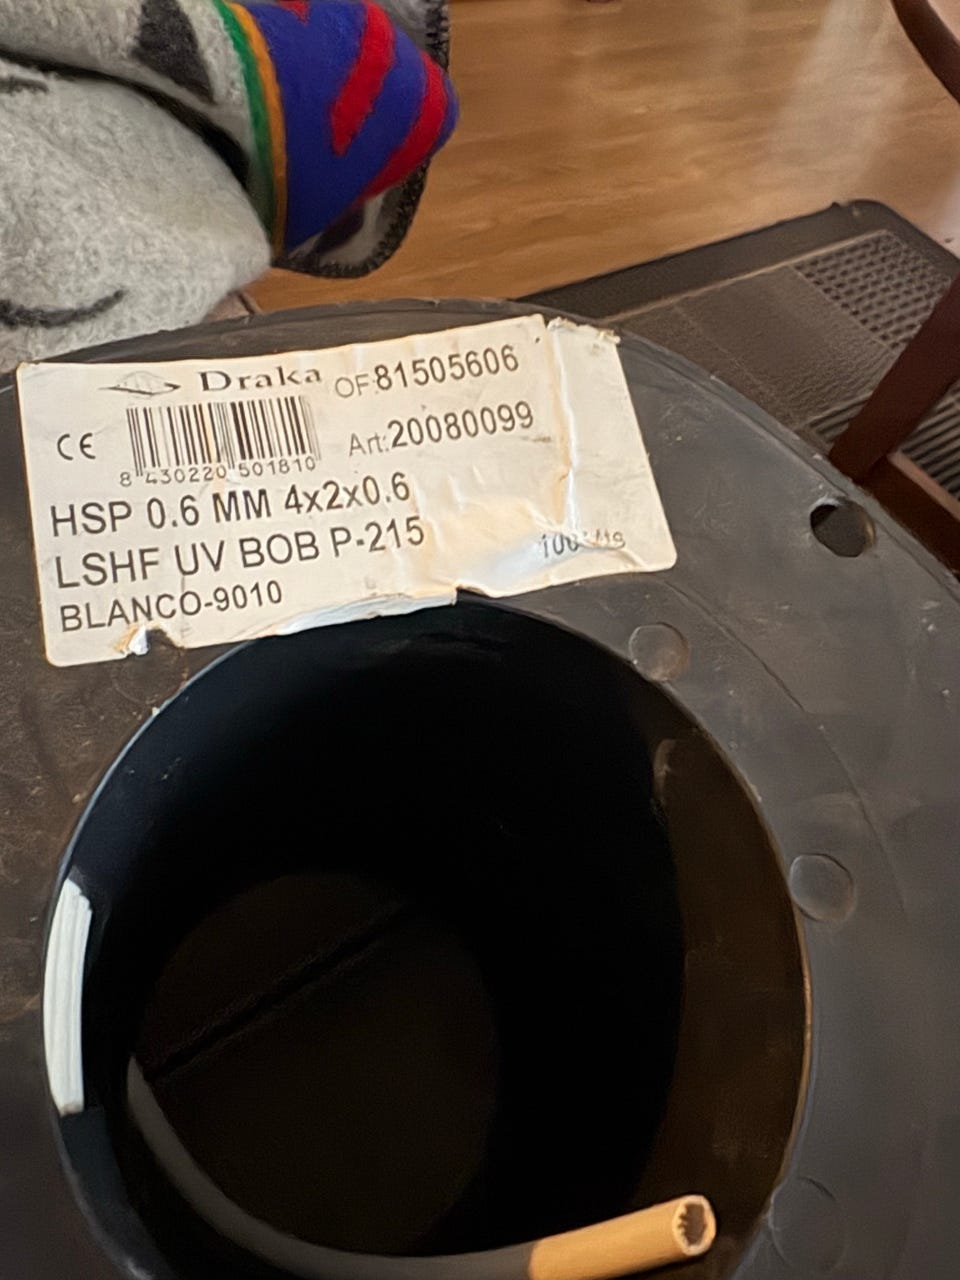 Draka OF:81505606
CE Art:20080099
8 430220 501810
HSP 0.6 MM 4x2x0.6
LSHF UV BOB P-215
BLANCO-9010